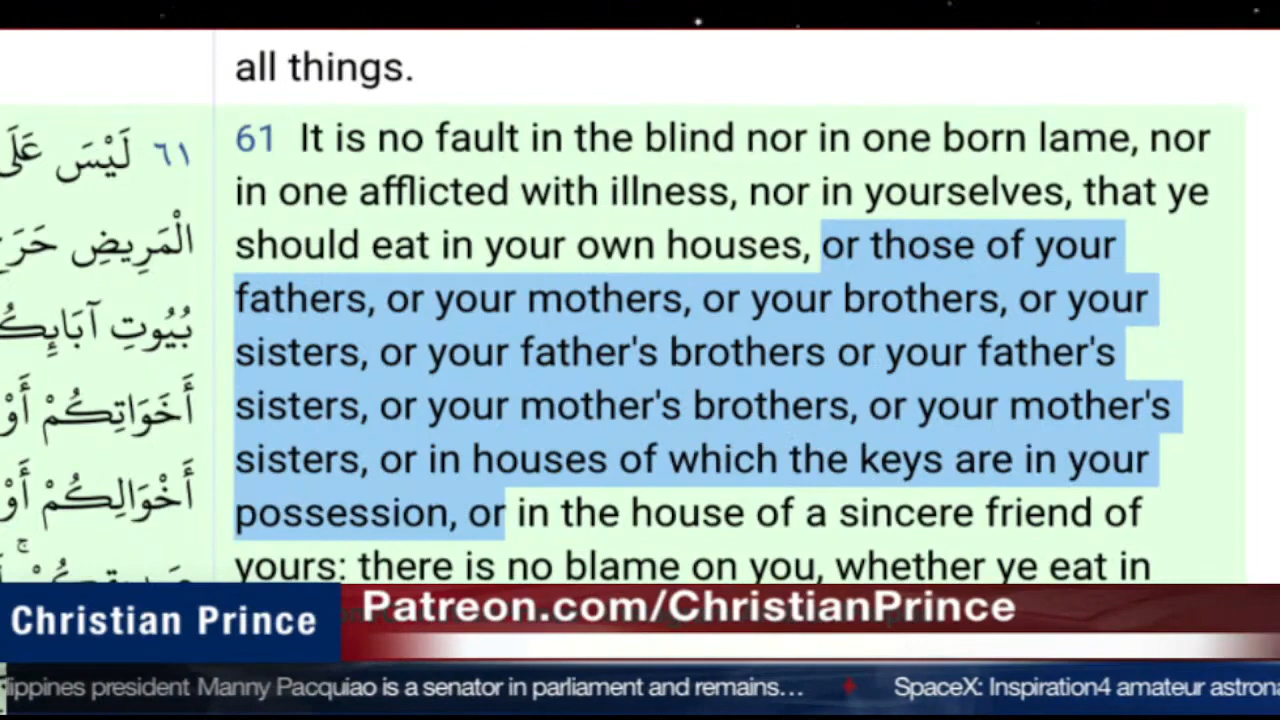 all things.
61 It is no fault in the blind nor in one born lame, nor
in one afflicted with illness, nor in yourselves, that ye
should eat in your own houses, or those of your
fathers, or your mothers, or your brothers, or your
sisters, or your father's brothers or your father's
sisters, or your mother's brothers, or your mother's
sisters, or in houses of which the keys are in your
possession, or in the house of a sincere friend of
yours: there is no blame on you, whether ye eat in
٦١ لَيْسَ عَلَى
الْمَرِيضِ حَرَجٌ
بُيُوتِ آبَائِكُمْ
أَخَوَاتِكُمْ أَوْ
أَخْوَالِكُمْ أَوْ
Christian Prince
Patreon.com/ChristianPrince
ilippines president Manny Pacquiao is a senator in parliament and remains...
SpaceX: Inspiration4 amateur astrona